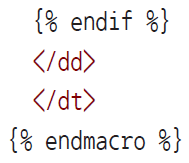 {% endif %}
</dd>
</dt>
{% endmacro %}